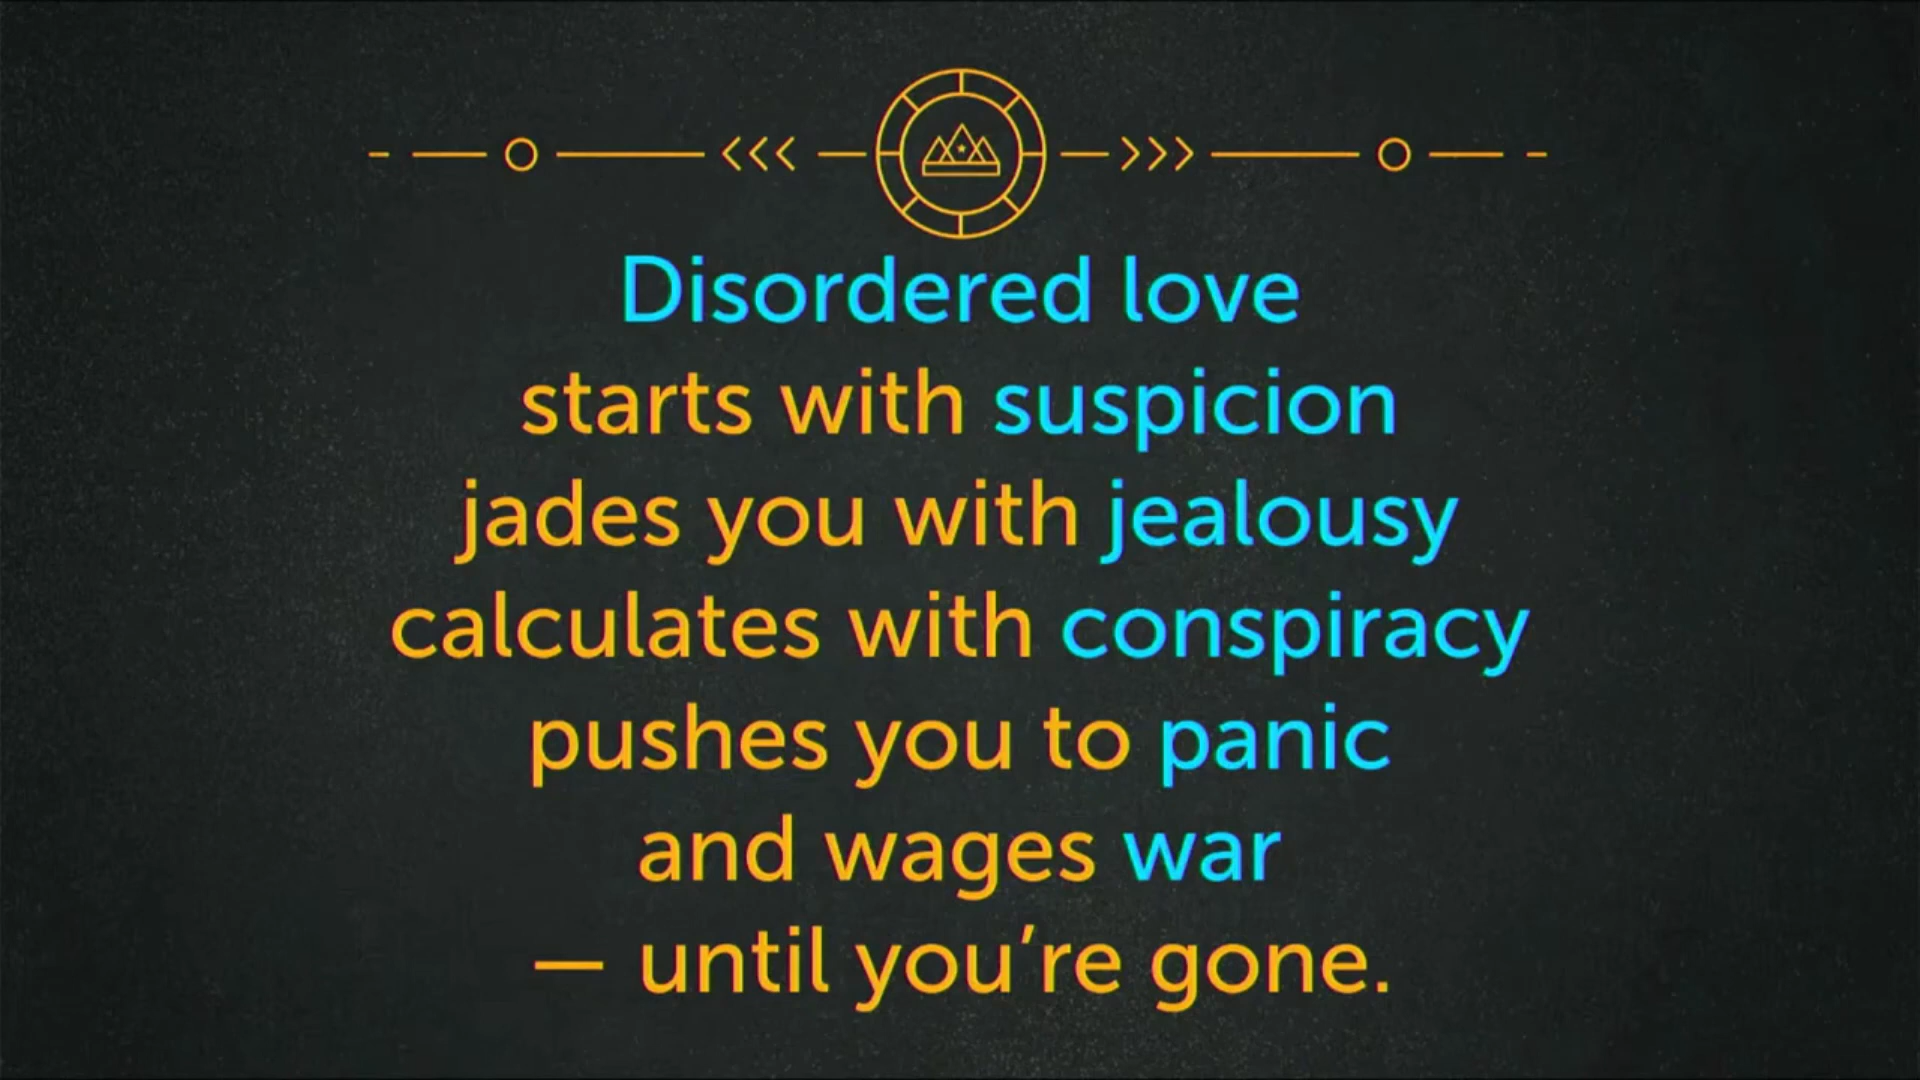 Disordered love
starts with suspicion
jades you with jealousy
calculates with conspiracy
pushes you to panic
and wages war
— until you’re gone.